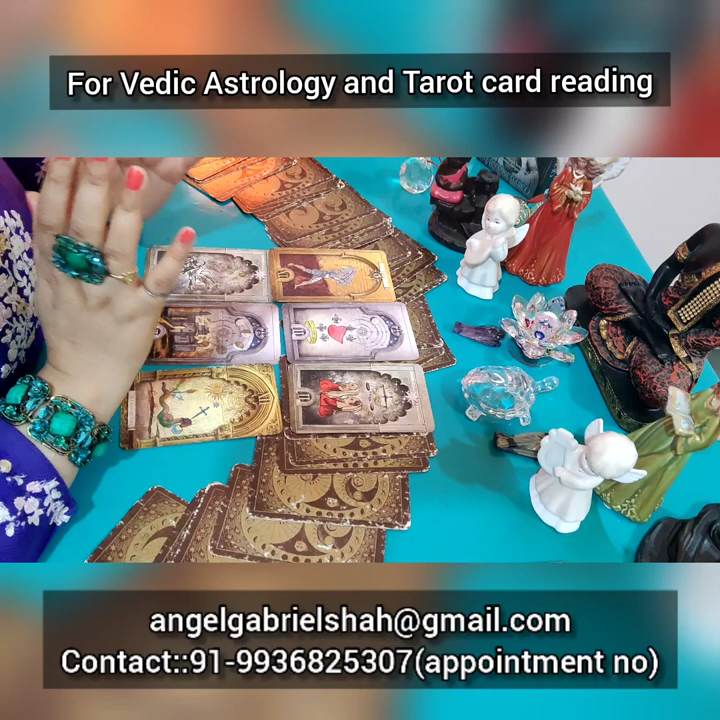 For Vedic Astrology and Tarot card reading
angelgabrielshah@gmail.com
Contact::91-9936825307(appointment no)